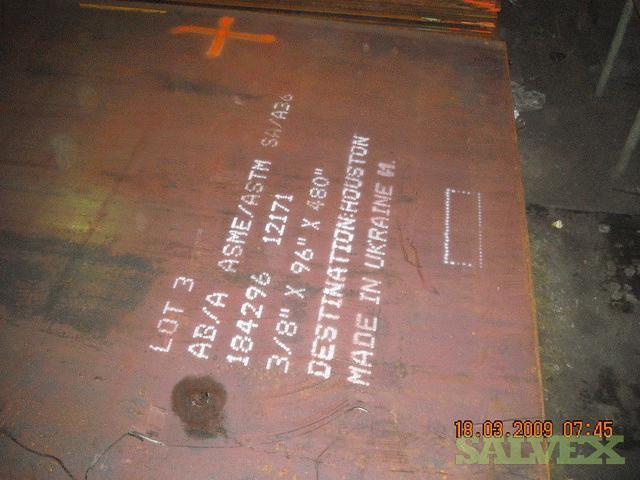 LOT 3
AB/A ASME/ASTM SA/A36
184296 12171
3/8" X 96" X 480"
DESTINATION:HOUSTON
MADE IN UKRAINE И.
18.03.2009 07:45
SALVEX